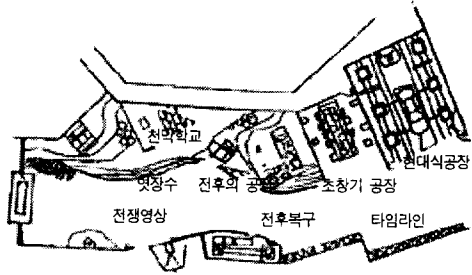 천막학교
현대식공장
엿장수
전후의 공장
초창기 공장
전쟁영상
전후복구
타임라인